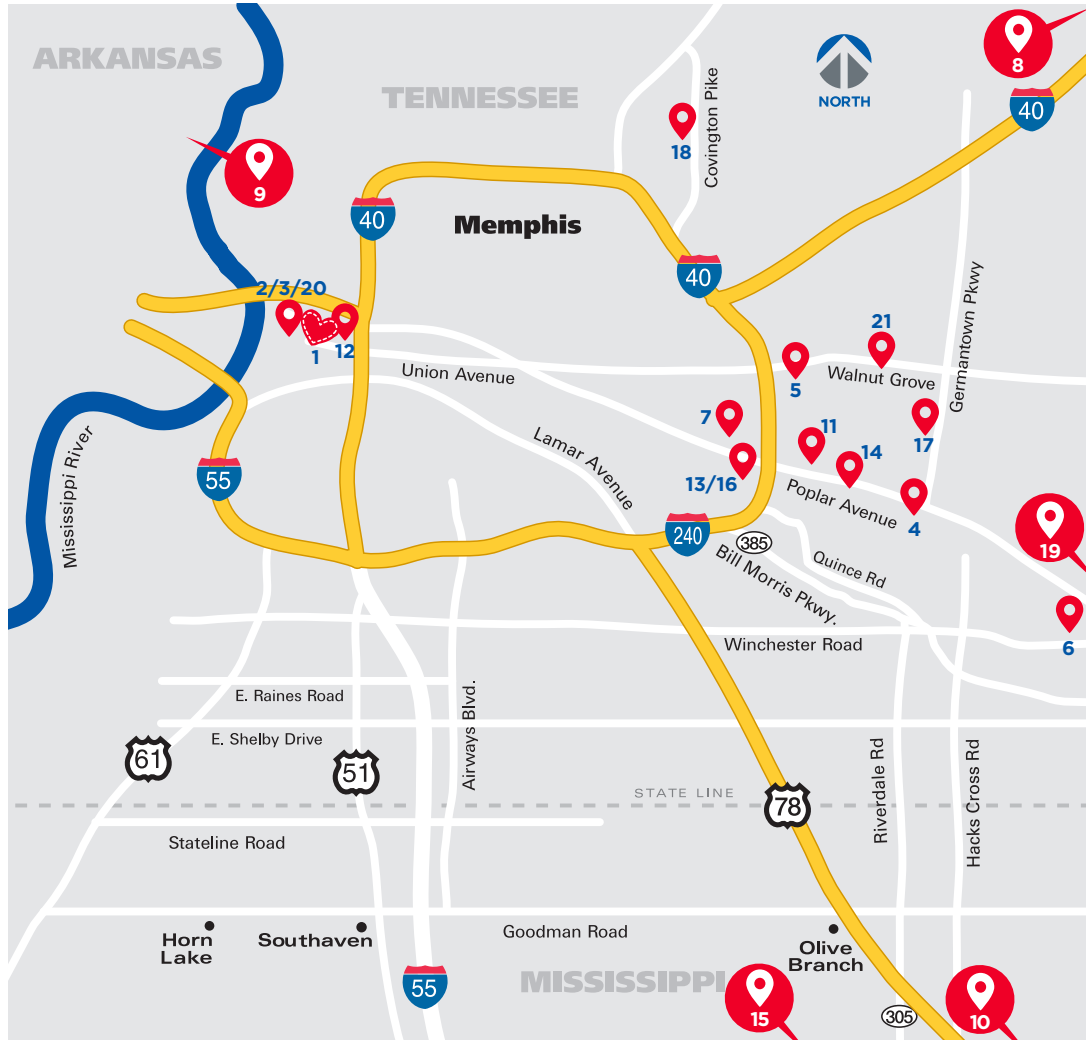 ARKANSAS
TENNESSEE
8
NORTH
40
18
Covington Pike
9
40
Memphis
40
2/3/20
1
12
21
5
Walnut Grove
Germantown Pkwy
Union Avenue
7
11
17
Lamar Avenue
14
13/16
Poplar Avenue
4
Mississippi River
55
240
385
19
Quince Rd
Bill Morris Pkwy.
6
Winchester Road
E. Raines Road
E. Shelby Drive
Airways Blvd.
61
51
Riverdale Rd
Hacks Cross Rd
STATE LINE
78
Stateline Road
Horn
Lake
Southaven
Goodman Road
Olive
Branch
MISSISSIPPI
55
15
305
10